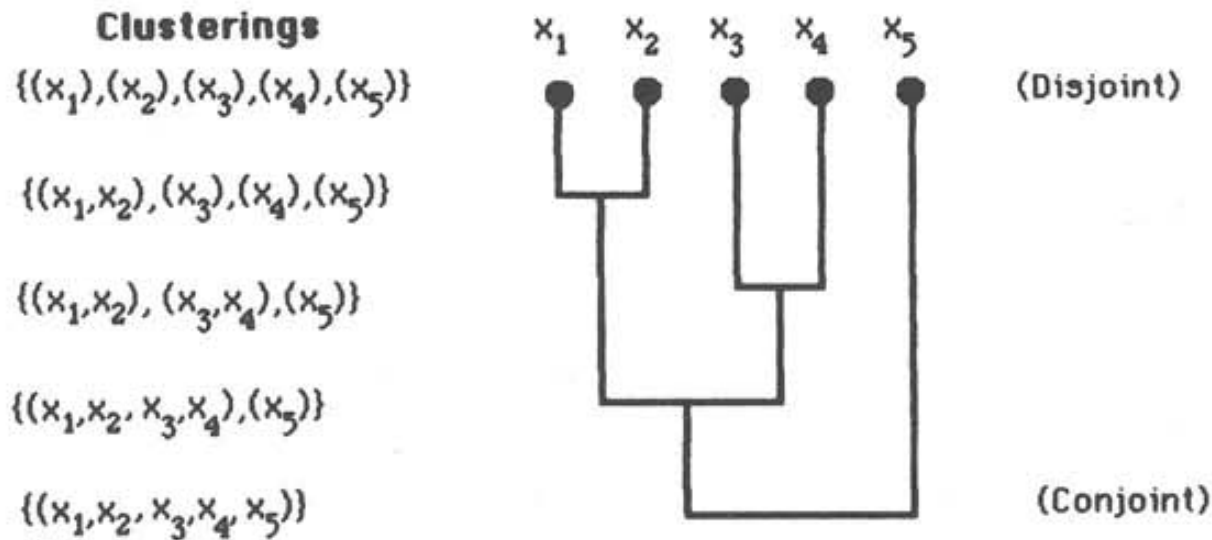 Clusterings
x₁ x₂ x₃ x₄ x₅
{(x₁),(x₂),(x₃),(x₄),(x₅)}
(Disjoint)
{(x₁,x₂),(x₃),(x₄),(x₅)}
{(x₁,x₂), (x₃,x₄),(x₅)}
{(x₁,x₂, x₃,x₄),(x₅)}
{(x₁,x₂, x₃,x₄, x₅)}
(Conjoint)